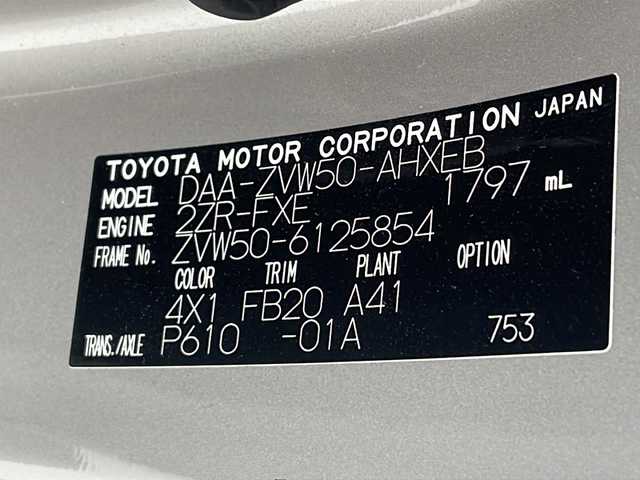 TOYOTA MOTOR CORPORATION JAPAN
MODEL DAA-ZVW50-AHXEB
ENGINE 2ZR-FXE 1797 mL
FRAME No. ZVW50-6125854
COLOR TRIM PLANT OPTION
4X1 FB20 A41
TRANS./AXLE P610 -01A 753